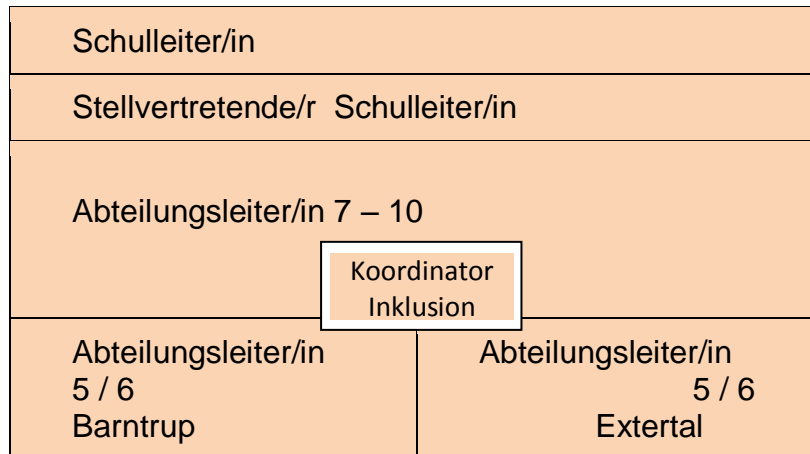 Schulleiter/in
Stellvertretende/r Schulleiter/in
Abteilungsleiter/in 7 – 10
Koordinator
Inklusion
Abteilungsleiter/in
5 / 6
Barntrup
Abteilungsleiter/in
5 / 6
Extertal